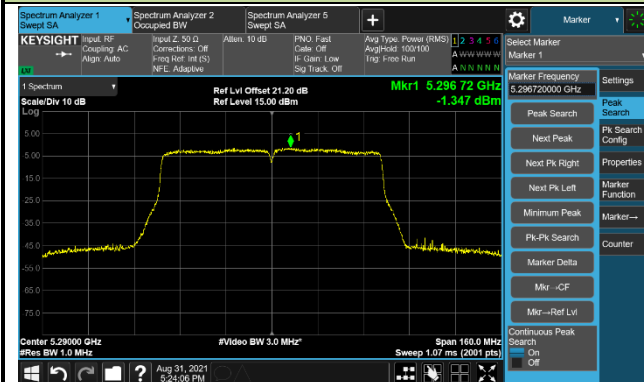 Spectrum Analyzer 1
Swept SA
Spectrum Analyzer 2
Occupied BW
Spectrum Analyzer 5
Swept SA
Marker
KEYSIGHT
Input: RF
Coupling: AC
Align: Auto
Input Z: 50 Ω
Corrections: Off
Freq Ref: Int (S)
NFE: Adaptive
Atten: 10 dB
PNO: Fast
Gate: Off
IF Gain: Low
Sig Track: Off
Avg Type: Power (RMS)
Avg|Hold: 100/100
Trig: Free Run
1 2 3 4 5 6
A W W W W W
A N N N N N
Select Marker
Marker 1
1 Spectrum
Scale/Div 10 dB
Log
Ref Lvl Offset 21.20 dB
Ref Level 15.00 dBm
Mkr1 5.296 72 GHz
-1.347 dBm
1
5.00
-5.00
-15.0
-25.0
-35.0
-45.0
-55.0
-65.0
-75.0
Center 5.29000 GHz
#Res BW 1.0 MHz
#Video BW 3.0 MHz*
Span 160.0 MHz
Sweep 1.07 ms (2001 pts)
Marker Frequency
5.296720000 GHz
Peak Search
Next Peak
Next Pk Right
Next Pk Left
Minimum Peak
Pk-Pk Search
Marker Delta
Mkr→CF
Mkr→Ref Lvl
Continuous Peak
Search
On
Off
Settings
Peak
Search
Pk Search
Config
Properties
Marker
Function
Marker→
Counter
Aug 31, 2021
5:24:06 PM